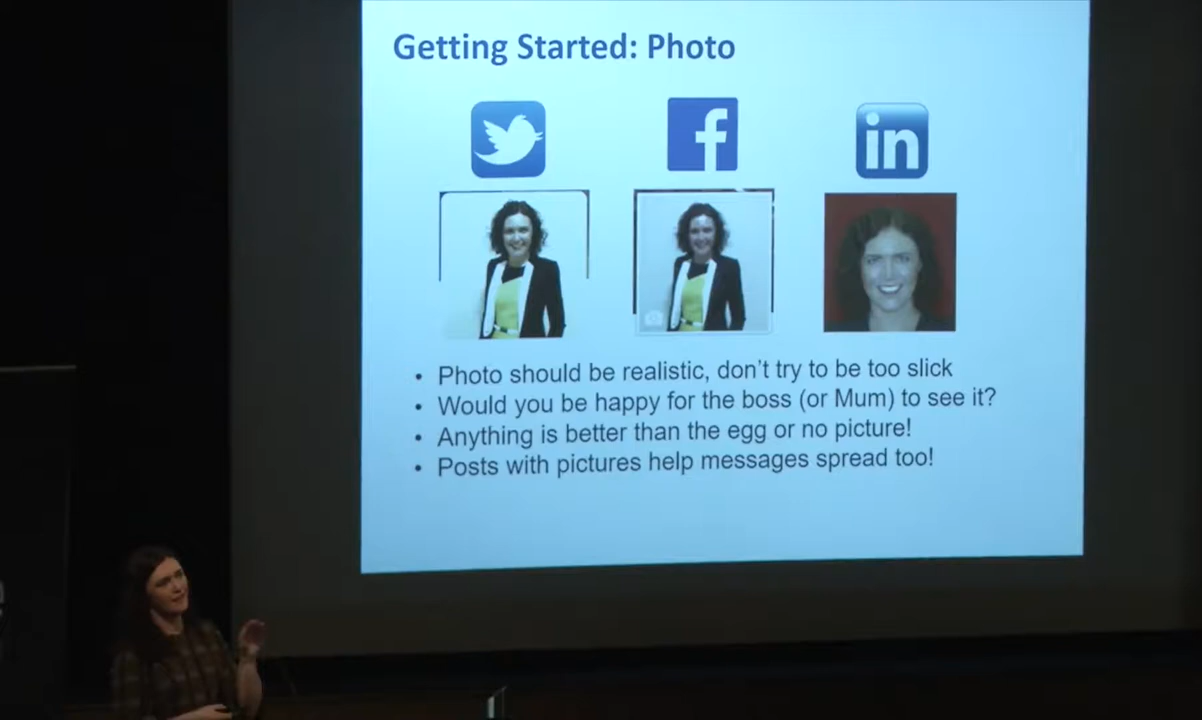 Getting Started: Photo
f
in
• Photo should be realistic, don't try to be too slick
• Would you be happy for the boss (or Mum) to see it?
• Anything is better than the egg or no picture!
• Posts with pictures help messages spread too!